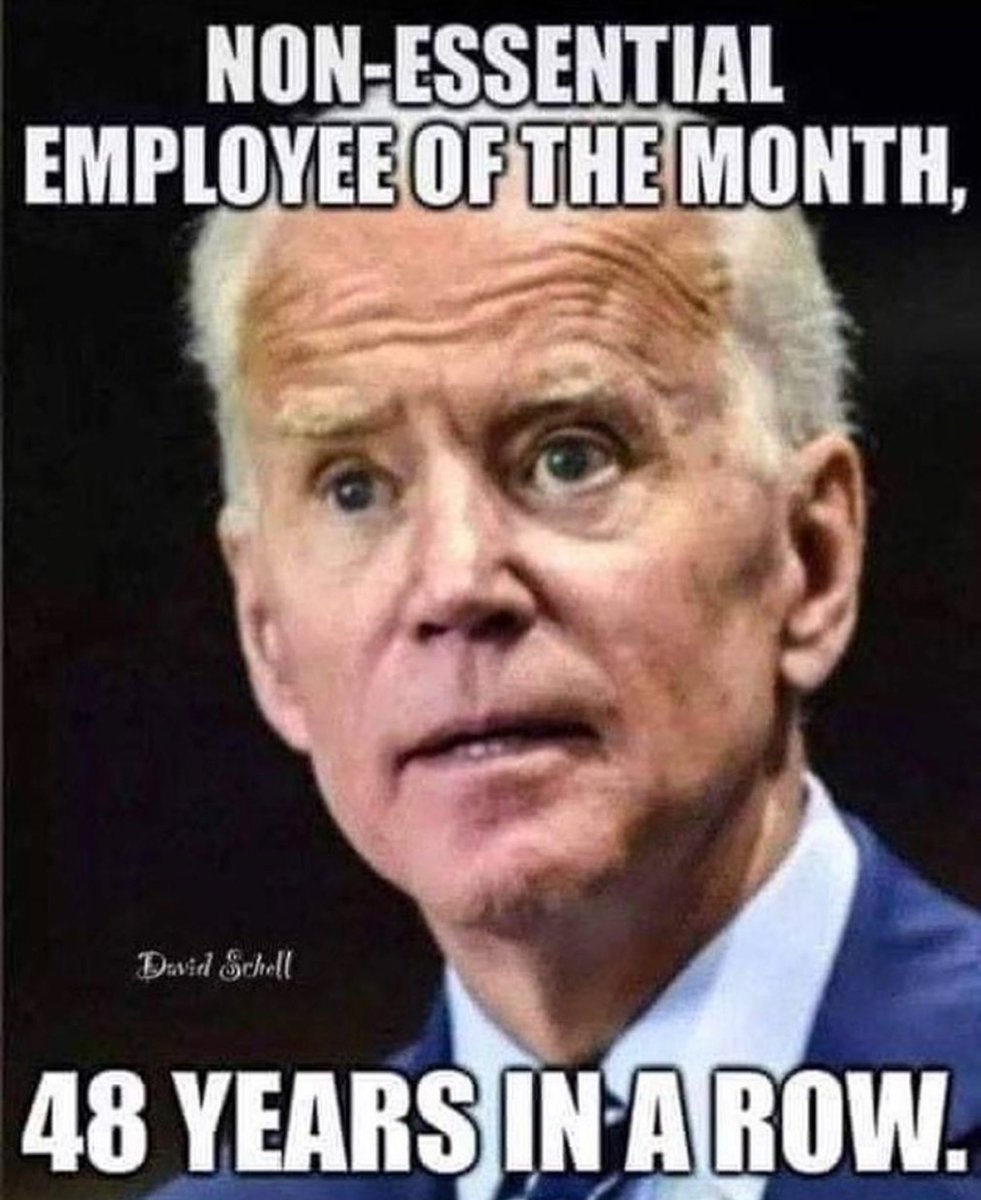 NON-ESSENTIAL
EMPLOYEE OF THE MONTH,
David Schell
48 YEARS IN A ROW.